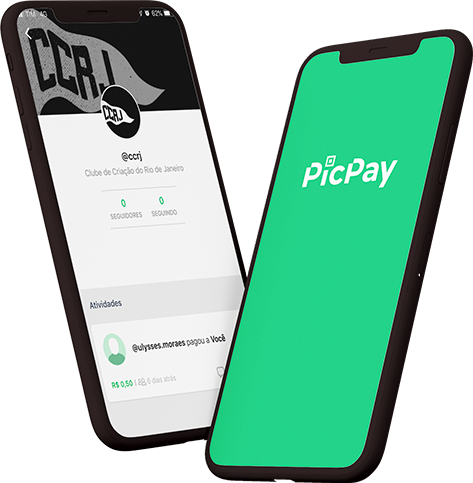 TIM 4G
62%
CCRJ
CCRJ
@ccrj
Clube de Criação do Rio de Janeiro
0 0
SEGUIDORES SEGUINDO
Atividades
@ulysses.moraes pagou a Você
R$ 0,50 | 6 dias atrás
PicPay